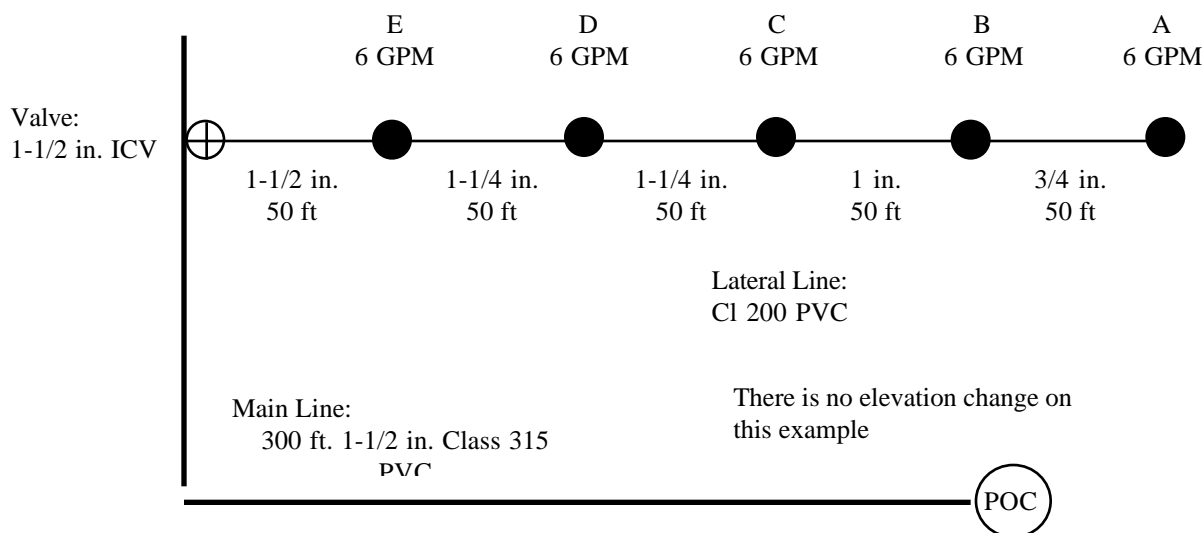 E D C B A
6 GPM 6 GPM 6 GPM 6 GPM 6 GPM
Valve:
1-1/2 in. ICV
1-1/2 in. 1-1/4 in. 1-1/4 in. 1 in. 3/4 in.
50 ft 50 ft 50 ft 50 ft 50 ft
Lateral Line:
Cl 200 PVC
There is no elevation change on
this example
Main Line:
300 ft. 1-1/2 in. Class 315
PVC
POC